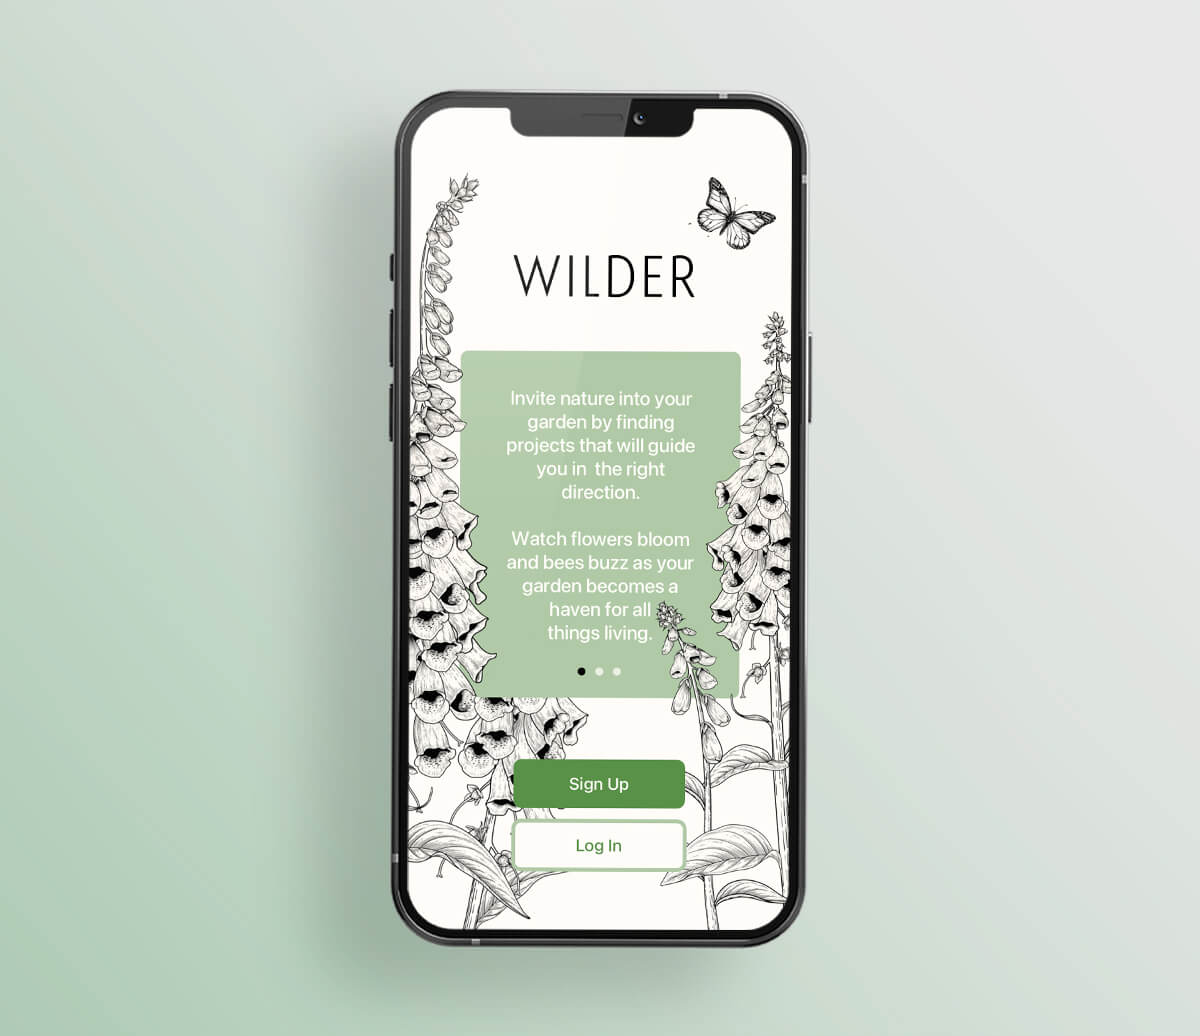 WILDER
Invite nature into your
garden by finding
projects that will guide
you in  the right
direction.
Watch flowers bloom
and bees buzz as your
garden becomes a
haven for all
things living.
Sign Up
Log In